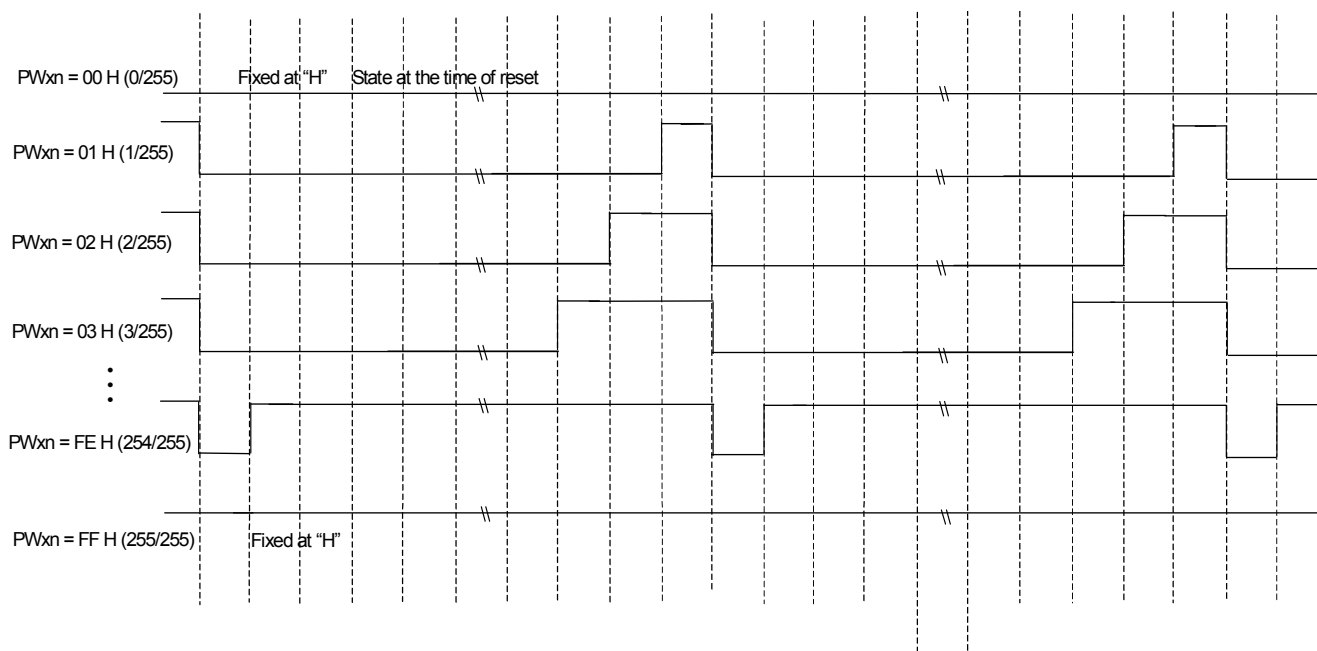 PWxn = 00 H (0/255) Fixed at “H” State at the time of reset
PWxn = 01 H (1/255)
PWxn = 02 H (2/255)
PWxn = 03 H (3/255)
PWxn = FE H (254/255)
PWxn = FF H (255/255) Fixed at “H”